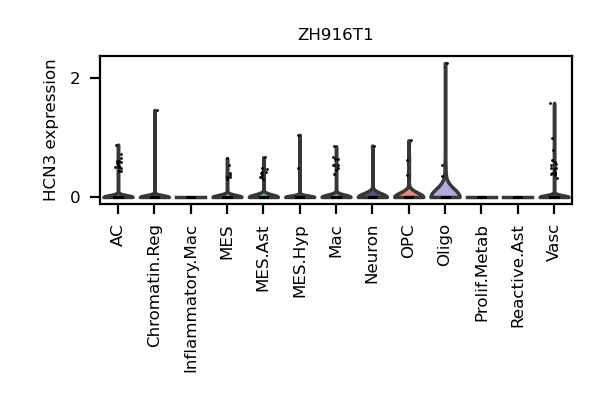 ZH916T1
HCN3 expression
2
0
AC
Chromatin.Reg
Inflammatory.Mac
MES
MES.Ast
MES.Hyp
Mac
Neuron
OPC
Oligo
Prolif.Metab
Reactive.Ast
Vasc